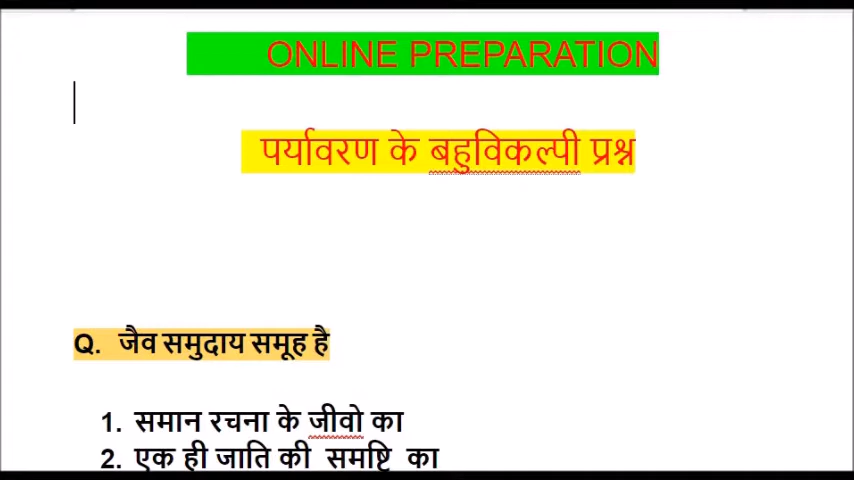 ONLINE PREPARATION
पर्यावरण के बहुविकल्पी प्रश्न
Q. जैव समुदाय समूह है
1. समान रचना के जीवो का
2. एक ही जाति की समष्टि का